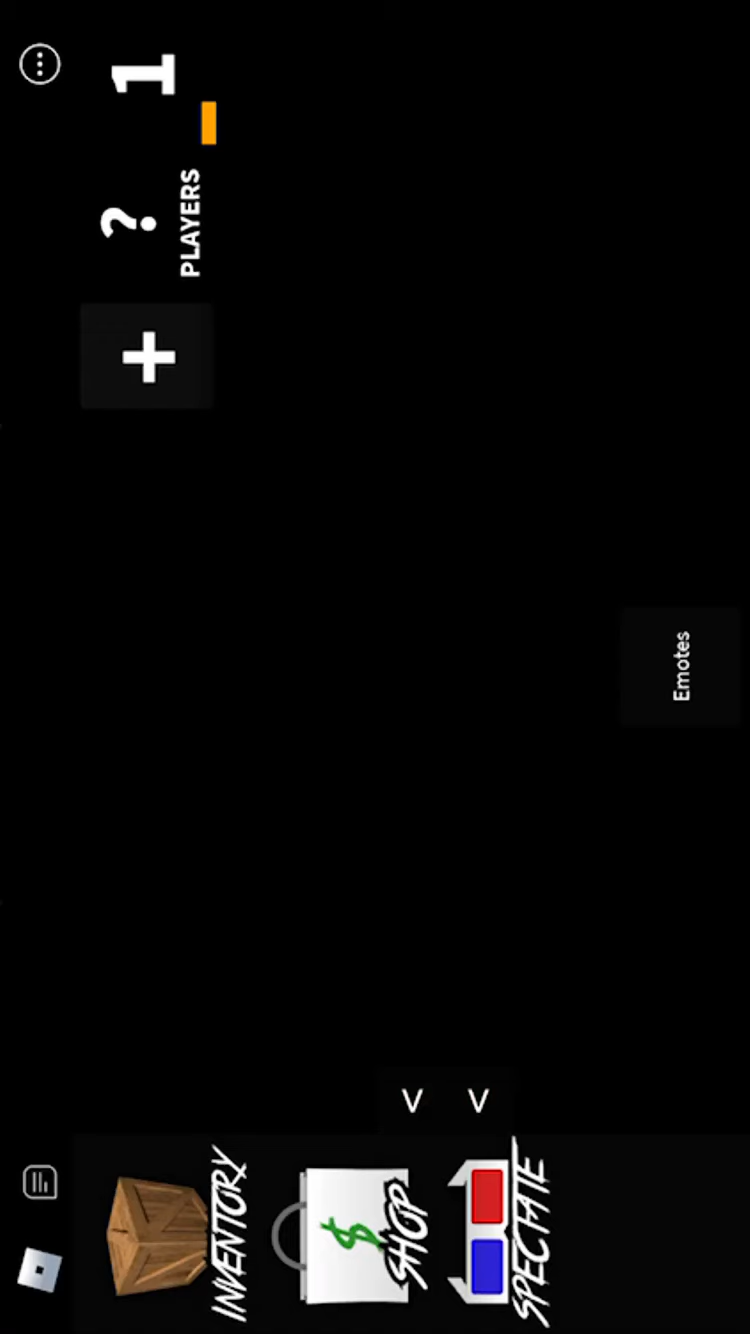 ? 1
PLAYERS
+
INVENTORY
$
SHOP
SPECTATE
<
<
Emotes